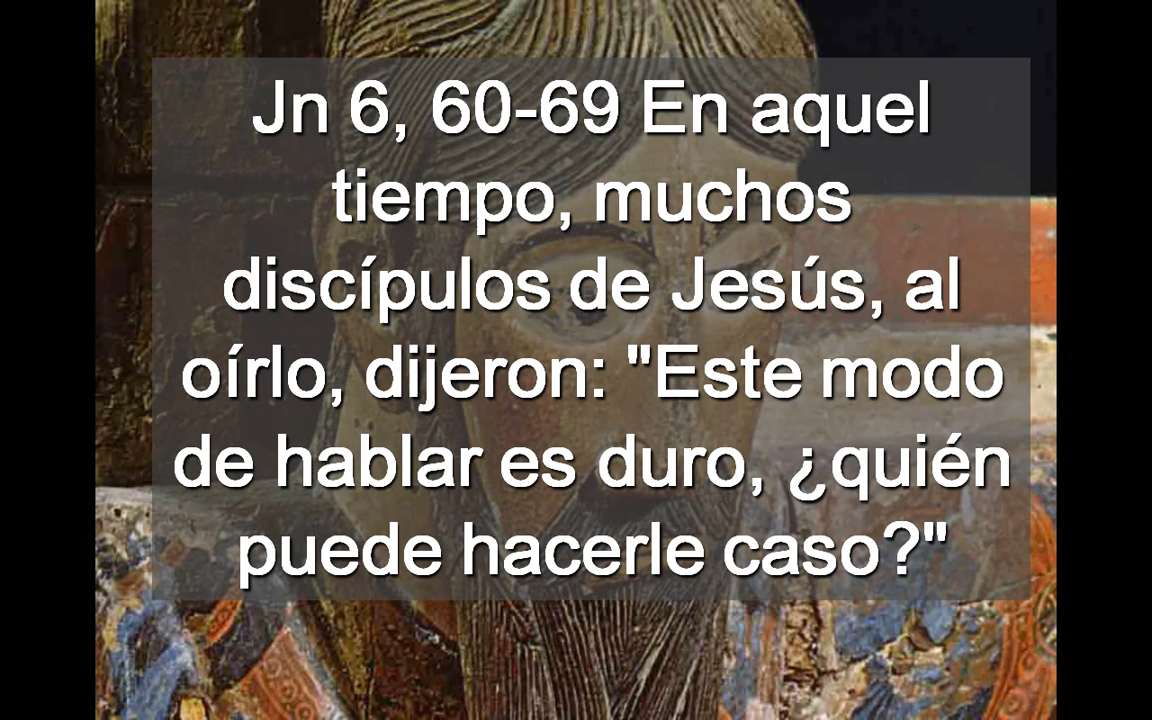 Jn 6, 60-69 En aquel
tiempo, muchos
discípulos de Jesús, al
oírlo, dijeron: "Este modo
de hablar es duro, ¿quién
puede hacerle caso?"